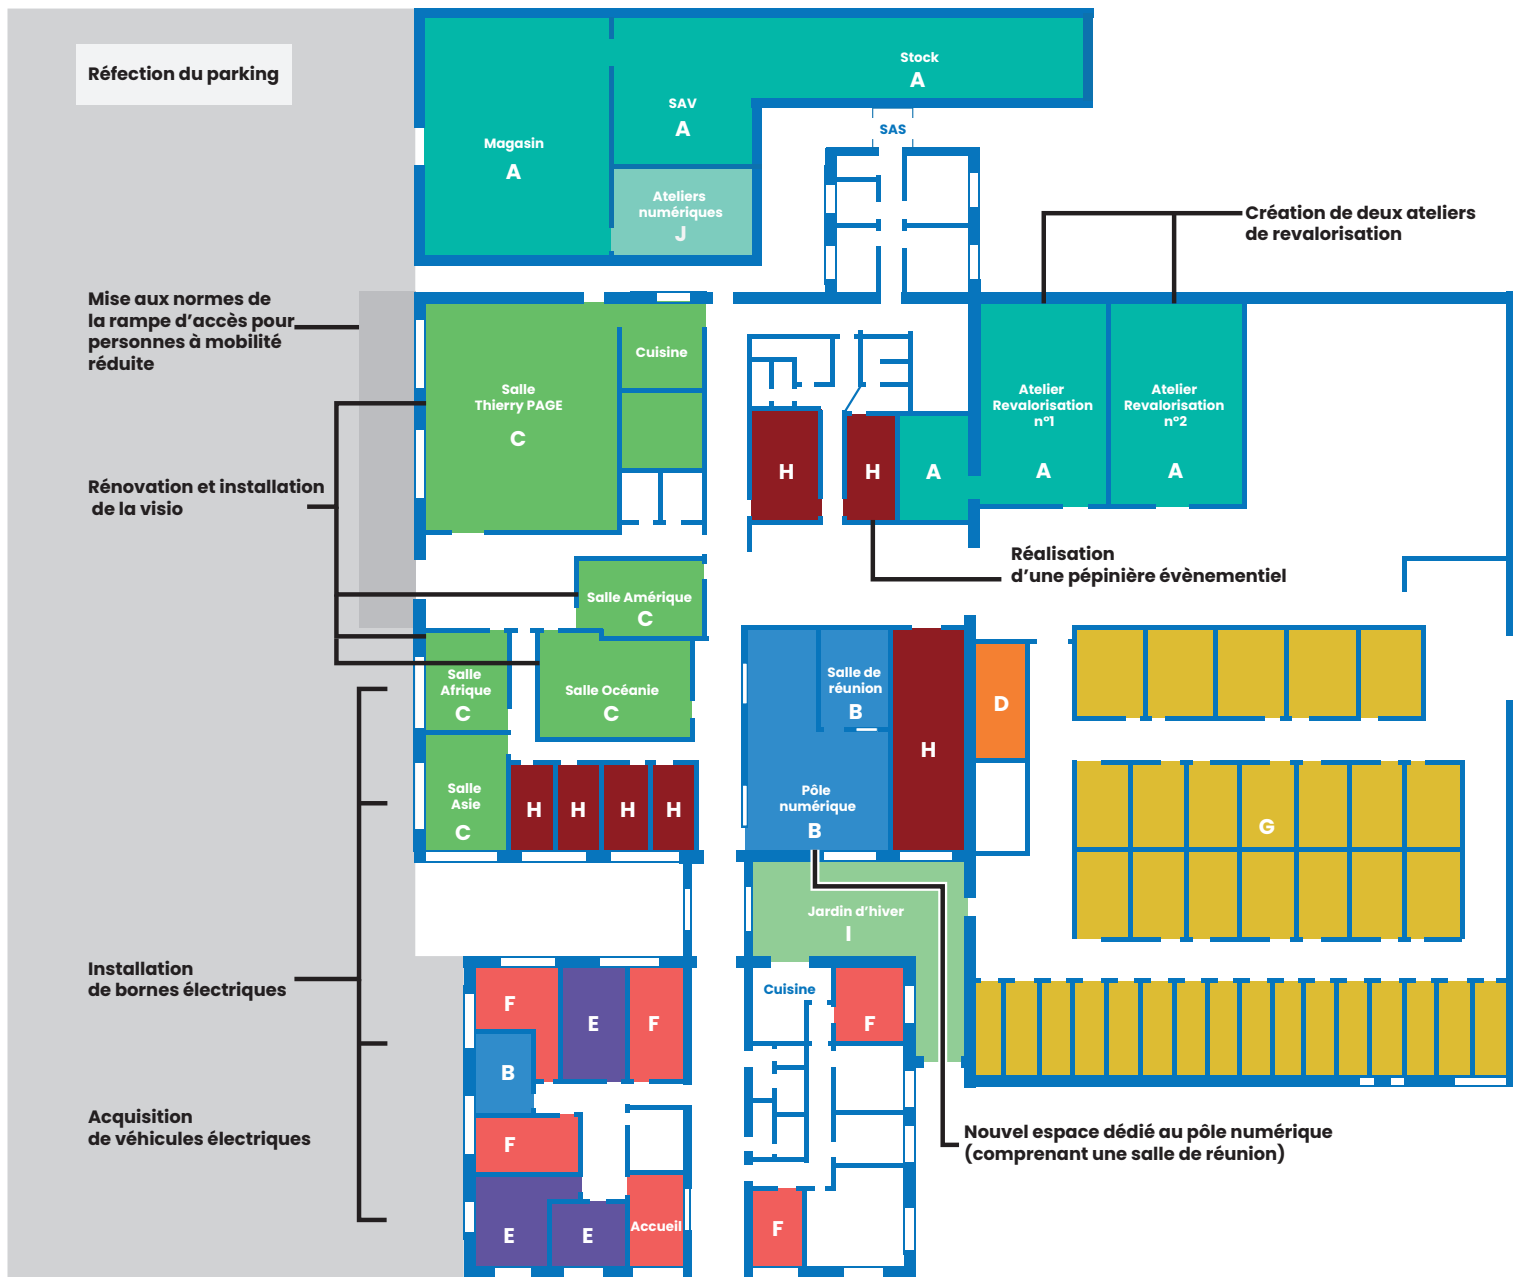 Réfection du parking
Stock
A
SAV
A
SAS
Magasin
A
Ateliers
numériques
J
Création de deux ateliers
de revalorisation
Mise aux normes de
la rampe d’accès pour
personnes à mobilité
réduite
Cuisine
Salle
Thierry PAGE
C
Atelier
Revalorisation
n°1
A
Atelier
Revalorisation
n°2
A
H
H
A
Rénovation et installation
de la visio
Réalisation
d’une pépinière évènementiel
Salle Amérique
C
Salle
Afrique
C
Salle Océanie
C
Salle de
réunion
B
H
D
Salle
Asie
C
H
H
H
H
Pôle
numérique
B
G
Jardin d’hiver
I
Installation
de bornes électriques
Cuisine
F
E
F
F
B
Acquisition
de véhicules électriques
F
Nouvel espace dédié au pôle numérique
(comprenant une salle de réunion)
E
E
Accueil
F